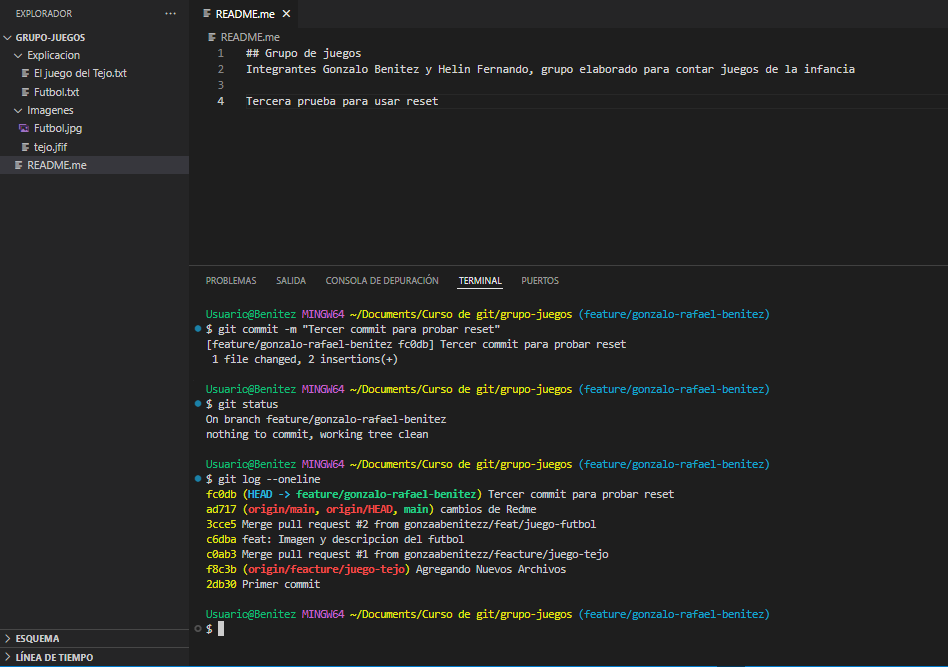 EXPLORADOR
GRUPO-JUEGOS
Explicacion
El juego del Tejo.txt
Futbol.txt
Imagenes
Futbol.jpg
tejo.jfif
README.me
ESQUEMA
LÍNEA DE TIEMPO
README.me
README.me
1 ## Grupo de juegos
2 Integrantes Gonzalo Benitez y Helin Fernando, grupo elaborado para contar juegos de la infancia
3
4 Tercera prueba para usar reset
PROBLEMAS SALIDA CONSOLA DE DEPURACIÓN TERMINAL PUERTOS
Usuario@Benitez MINGW64 ~/Documents/Curso de git/grupo-juegos (feature/gonzalo-rafael-benitez)
$ git commit -m "Tercer commit para probar reset"
[feature/gonzalo-rafael-benitez fc0db] Tercer commit para probar reset
1 file changed, 2 insertions(+)
Usuario@Benitez MINGW64 ~/Documents/Curso de git/grupo-juegos (feature/gonzalo-rafael-benitez)
$ git status
On branch feature/gonzalo-rafael-benitez
nothing to commit, working tree clean
Usuario@Benitez MINGW64 ~/Documents/Curso de git/grupo-juegos (feature/gonzalo-rafael-benitez)
$ git log --oneline
fc0db (HEAD -> feature/gonzalo-rafael-benitez) Tercer commit para probar reset
ad717 (origin/main, origin/HEAD, main) cambios de Redme
3cce5 Merge pull request #2 from gonzaabenitezz/feat/juego-futbol
c6dba feat: Imagen y descripcion del futbol
c0ab3 Merge pull request #1 from gonzaabenitezz/feacture/juego-tejo
f8c3b (origin/feacture/juego-tejo) Agregando Nuevos Archivos
2db30 Primer commit
Usuario@Benitez MINGW64 ~/Documents/Curso de git/grupo-juegos (feature/gonzalo-rafael-benitez)
$